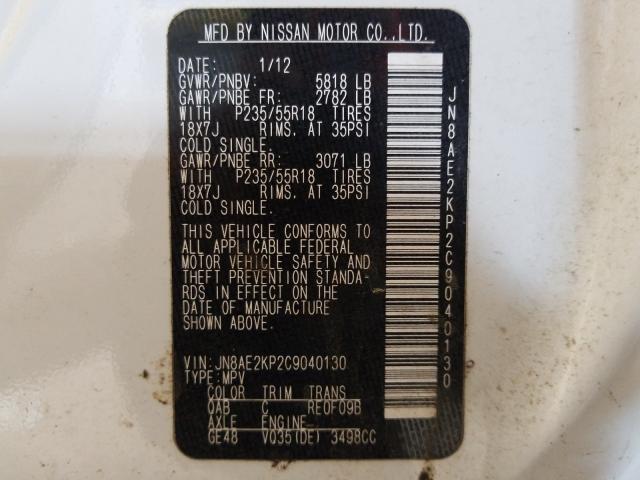 MFD BY NISSAN MOTOR CO.,LTD.
DATE: 1/12
GVWR/PNBV: 5818 LB
GAWR/PNBE FR: 2782 LB
WITH P235/55R18 TIRES
18X7J RIMS. AT 35PSI
COLD SINGLE.
GAWR/PNBE RR: 3071 LB
WITH P235/55R18 TIRES
18X7J RIMS. AT 35PSI
COLD SINGLE.
THIS VEHICLE CONFORMS TO
ALL APPLICABLE FEDERAL
MOTOR VEHICLE SAFETY AND
THEFT PREVENTION STANDA-
RDS IN EFFECT ON THE
DATE OF MANUFACTURE
SHOWN ABOVE.
VIN: JN8AE2KP2C9040130
TYPE: MPV
COLOR TRIM TRANS
QAB C RE0F09B
AXLE ENGINE
GE48 VQ35(DE) 3498CC
JN8AE2KP2C9040130